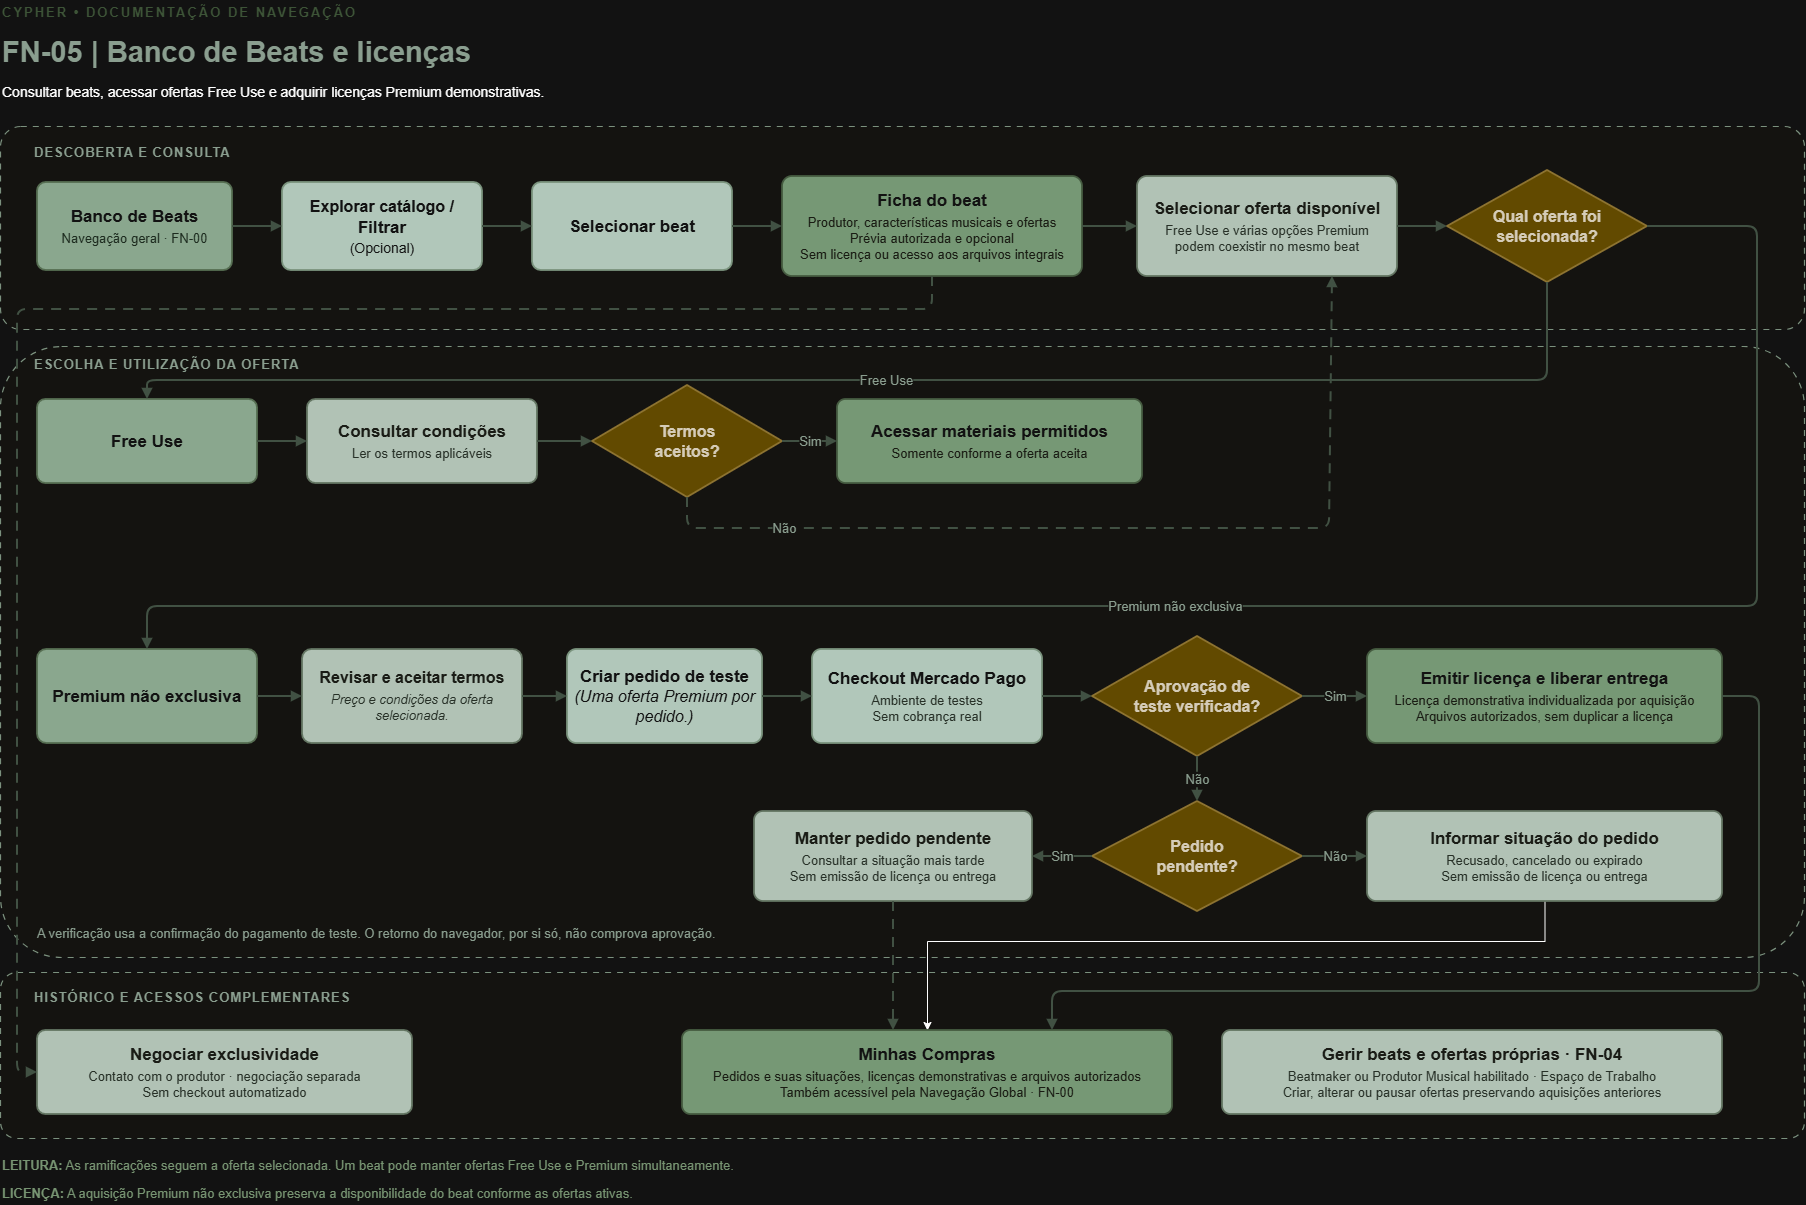 CYPHER • DOCUMENTAÇÃO DE NAVEGAÇÃO
FN-05 | Banco de Beats e licenças
Consultar beats, acessar ofertas Free Use e adquirir licenças Premium demonstrativas.
DESCOBERTA E CONSULTA
Banco de Beats
Navegação geral · FN-00
Explorar catálogo /
Filtrar
(Opcional)
Selecionar beat
Ficha do beat
Produtor, características musicais e ofertas
Prévia autorizada e opcional
Sem licença ou acesso aos arquivos integrais
Selecionar oferta disponível
Free Use e várias opções Premium
podem coexistir no mesmo beat
Qual oferta foi
selecionada?
ESCOLHA E UTILIZAÇÃO DA OFERTA
Free Use
Free Use
Consultar condições
Ler os termos aplicáveis
Termos
aceitos?
Sim
Acessar materiais permitidos
Somente conforme a oferta aceita
Não
Premium não exclusiva
Premium não exclusiva
Revisar e aceitar termos
Preço e condições da oferta
selecionada.
Criar pedido de teste
(Uma oferta Premium por
pedido.)
Checkout Mercado Pago
Ambiente de testes
Sem cobrança real
Aprovação de
teste verificada?
Sim
Emitir licença e liberar entrega
Licença demonstrativa individualizada por aquisição
Arquivos autorizados, sem duplicar a licença
Não
Manter pedido pendente
Consultar a situação mais tarde
Sem emissão de licença ou entrega
Sim
Pedido
pendente?
Não
Informar situação do pedido
Recusado, cancelado ou expirado
Sem emissão de licença ou entrega
A verificação usa a confirmação do pagamento de teste. O retorno do navegador, por si só, não comprova aprovação.
HISTÓRICO E ACESSOS COMPLEMENTARES
Negociar exclusividade
Contato com o produtor · negociação separada
Sem checkout automatizado
Minhas Compras
Pedidos e suas situações, licenças demonstrativas e arquivos autorizados
Também acessível pela Navegação Global · FN-00
Gerir beats e ofertas próprias · FN-04
Beatmaker ou Produtor Musical habilitado · Espaço de Trabalho
Criar, alterar ou pausar ofertas preservando aquisições anteriores
LEITURA: As ramificações seguem a oferta selecionada. Um beat pode manter ofertas Free Use e Premium simultaneamente.
LICENÇA: A aquisição Premium não exclusiva preserva a disponibilidade do beat conforme as ofertas ativas.